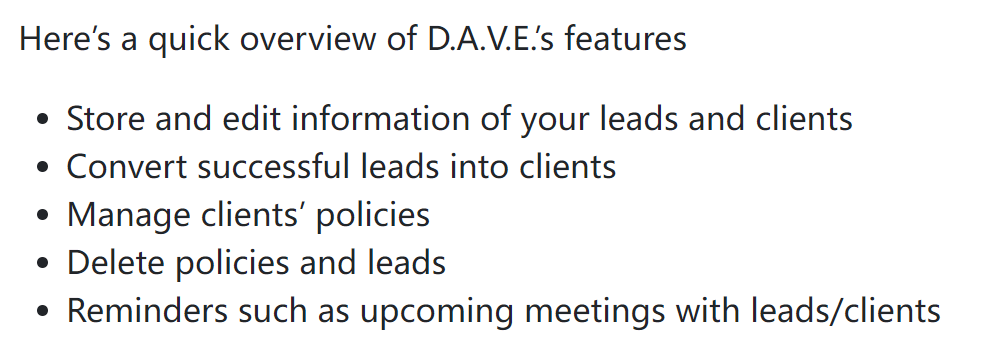 Here’s a quick overview of D.A.V.E.’s features
• Store and edit information of your leads and clients
• Convert successful leads into clients
• Manage clients’ policies
• Delete policies and leads
• Reminders such as upcoming meetings with leads/clients